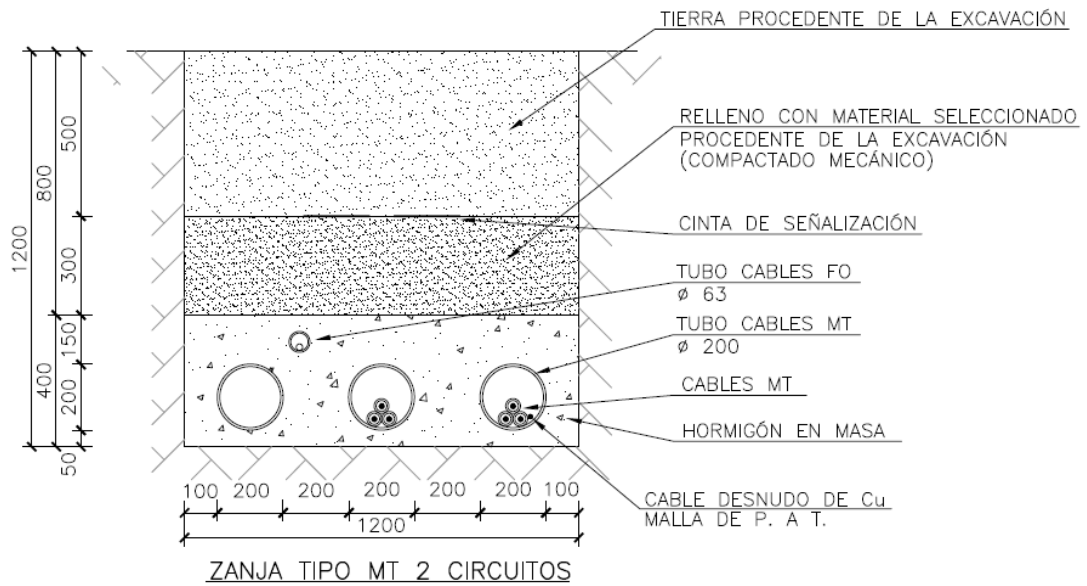 TIERRA PROCEDENTE DE LA EXCAVACIÓN
RELLENO CON MATERIAL SELECCIONADO
PROCEDENTE DE LA EXCAVACIÓN
(COMPACTADO MECÁNICO)
CINTA DE SEÑALIZACIÓN
TUBO CABLES FO
Ø 63
TUBO CABLES MT
Ø 200
CABLES MT
HORMIGÓN EN MASA
CABLE DESNUDO DE Cu
MALLA DE P. A T.
1200
800
400
500
300
150
200
50
100 200 200 200 200 200 100
1200
ZANJA TIPO MT 2 CIRCUITOS